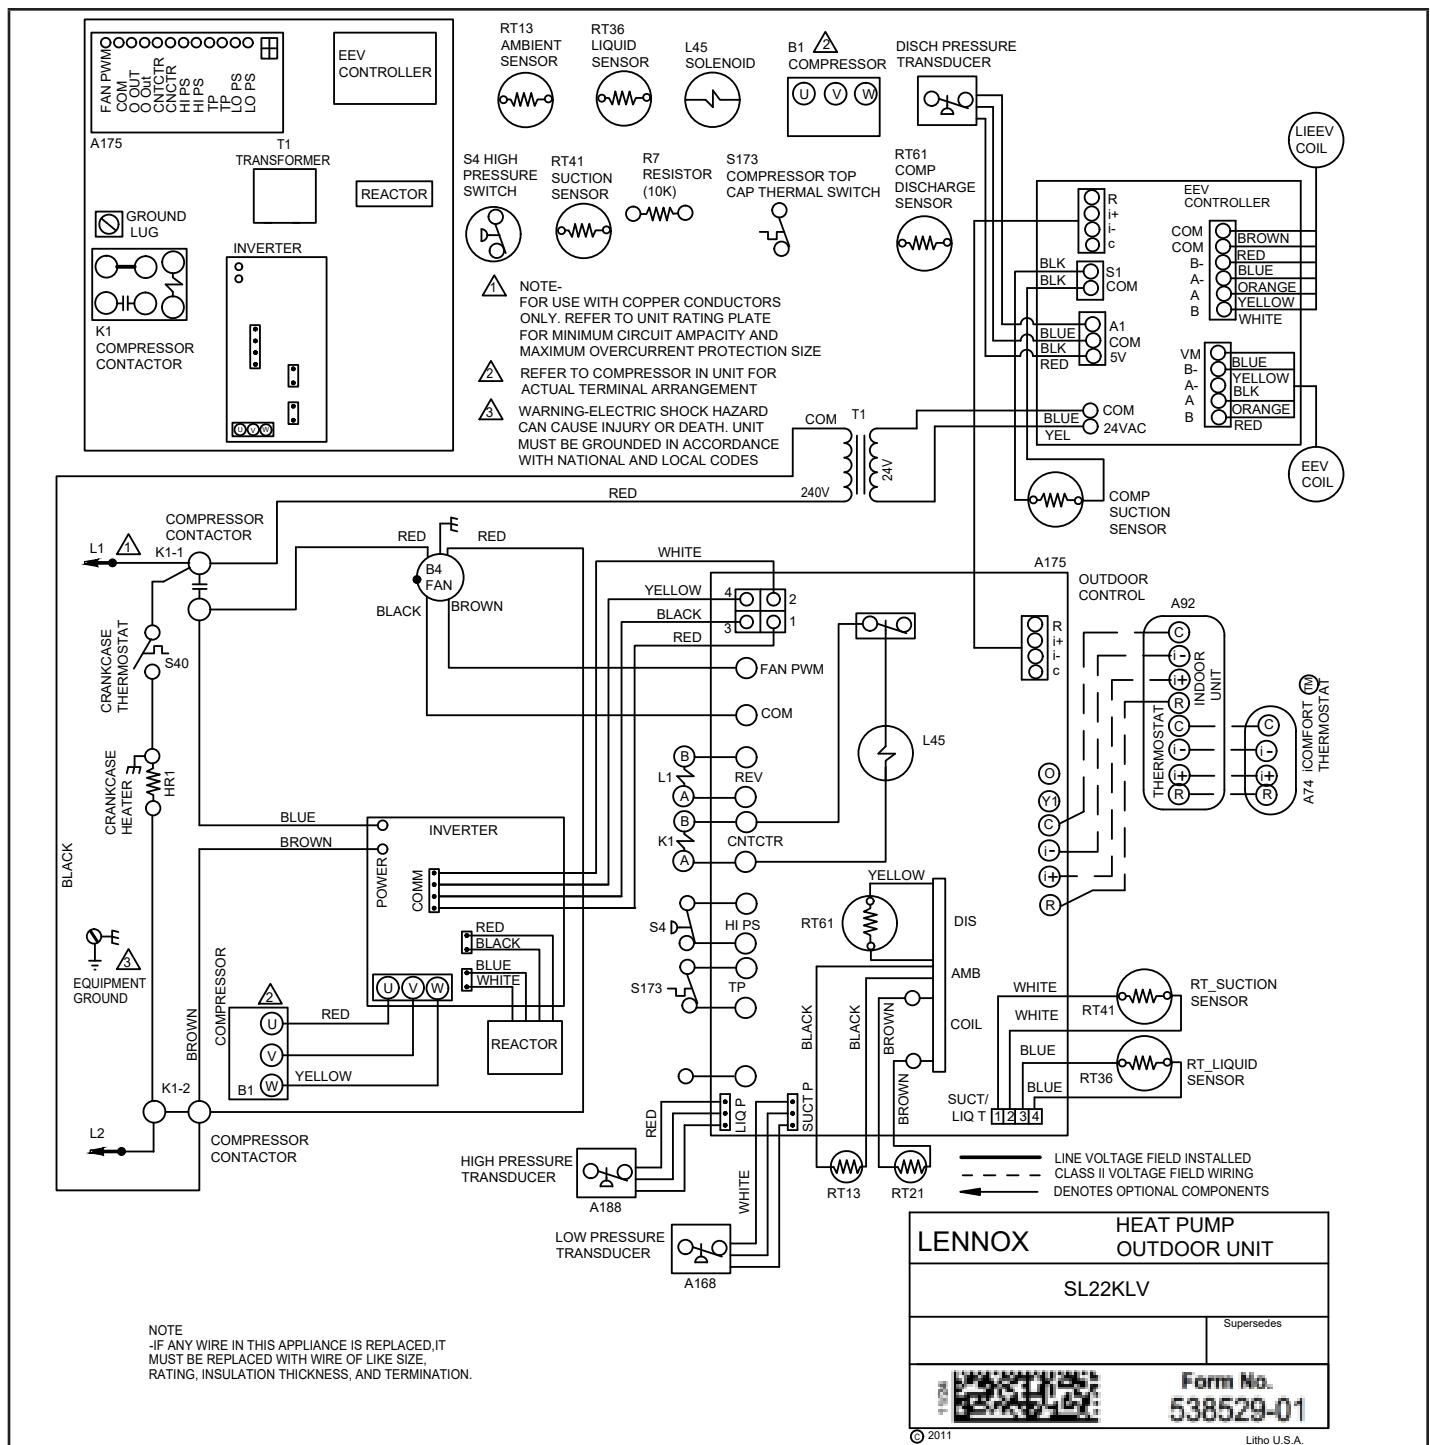 FAN PWM
COM
O OUT
O Out
CNTCTR
CNCTR
HI PS
HI PS
TP
TP
LO PS
LO PS
A175
EEV
CONTROLLER
T1
TRANSFORMER
REACTOR
GROUND
LUG
INVERTER
U V W
K1
COMPRESSOR
CONTACTOR
RT13
AMBIENT
SENSOR
RT36
LIQUID
SENSOR
L45
SOLENOID
B1 2
COMPRESSOR
U V W
DISCH PRESSURE
TRANSDUCER
S4 HIGH
PRESSURE
SWITCH
RT41
SUCTION
SENSOR
R7
RESISTOR
(10K)
S173
COMPRESSOR TOP
CAP THERMAL SWITCH
RT61
COMP
DISCHARGE
SENSOR
1 NOTE-
FOR USE WITH COPPER CONDUCTORS
ONLY. REFER TO UNIT RATING PLATE
FOR MINIMUM CIRCUIT AMPACITY AND
MAXIMUM OVERCURRENT PROTECTION SIZE
2 REFER TO COMPRESSOR IN UNIT FOR
ACTUAL TERMINAL ARRANGEMENT
3 WARNING-ELECTRIC SHOCK HAZARD
CAN CAUSE INJURY OR DEATH. UNIT
MUST BE GROUNDED IN ACCORDANCE
WITH NATIONAL AND LOCAL CODES
LIEEV
COIL
EEV
CONTROLLER
R
i+
i-
c
BLK S1
BLK COM
A1
BLUE COM
BLK 5V
RED
COM
BLUE 24VAC
YEL
COM
COM
B-
A-
A
B
BROWN
RED
BLUE
ORANGE
YELLOW
WHITE
VM
B-
A-
A
B
BLUE
YELLOW
BLK
ORANGE
RED
EEV
COIL
COMP
SUCTION
SENSOR
COM T1
24V
240V
RED
COMPRESSOR
CONTACTOR
L1 1 K1-1
RED
RED
B4
FAN
BLACK
BROWN
CRANKCASE
THERMOSTAT
S40
CRANKCASE
HEATER
HR1
BLACK
BLUE
BROWN
INVERTER
POWER
COMM
RED
BLACK
BLUE
WHITE
U V W
REACTOR
EQUIPMENT
GROUND
3
COMPRESSOR
2
U
V
B1 W
RED
YELLOW
BROWN
K1-2
L2
COMPRESSOR
CONTACTOR
WHITE
YELLOW
BLACK
RED
4 2
3 1
A175
OUTDOOR
CONTROL
R
i+
i-
c
FAN PWM
COM
B
L1 REV
A
B
K1 CNTCTR
A
L45
S4 HI PS
S173 TP
YELLOW
RT61
DIS
AMB
COIL
BLACK
BLACK
BROWN
BROWN
O
Y1
C
i-
i+
R
A92
C
i-
i+
R
INDOOR
UNIT
THERMOSTAT
C
i-
i+
R
C
i-
i+
R
A74 iCOMFORT TM
THERMOSTAT
WHITE
RT41
RT_SUCTION
SENSOR
WHITE
BLUE
RT36
RT_LIQUID
SENSOR
BLUE
SUCT/
LIQ T 1 2 3 4
LIQ P
SUCT P
RED
HIGH PRESSURE
TRANSDUCER
A188
WHITE
LOW PRESSURE
TRANSDUCER
A168
RT13
RT21
LINE VOLTAGE FIELD INSTALLED
CLASS II VOLTAGE FIELD WIRING
DENOTES OPTIONAL COMPONENTS
LENNOX
HEAT PUMP
OUTDOOR UNIT
SL22KLV
Supersedes
11/24
Form No.
538529-01
© 2011
Litho U.S.A.
NOTE
-IF ANY WIRE IN THIS APPLIANCE IS REPLACED,IT
MUST BE REPLACED WITH WIRE OF LIKE SIZE,
RATING, INSULATION THICKNESS, AND TERMINATION.